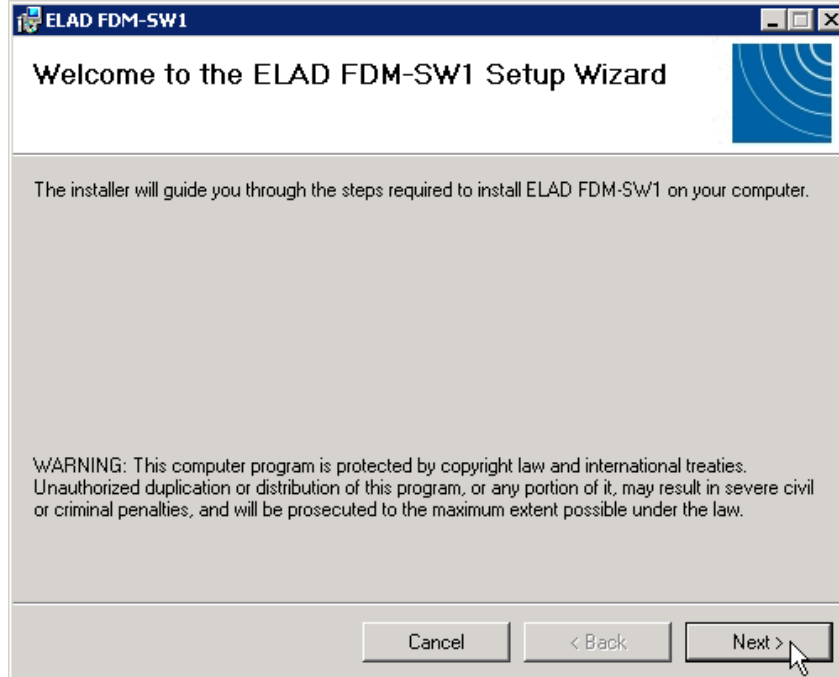 ELAD FDM-SW1
Welcome to the ELAD FDM-SW1 Setup Wizard
The installer will guide you through the steps required to install ELAD FDM-SW1 on your computer.
WARNING: This computer program is protected by copyright law and international treaties.
Unauthorized duplication or distribution of this program, or any portion of it, may result in severe civil
or criminal penalties, and will be prosecuted to the maximum extent possible under the law.
Cancel < Back Next >